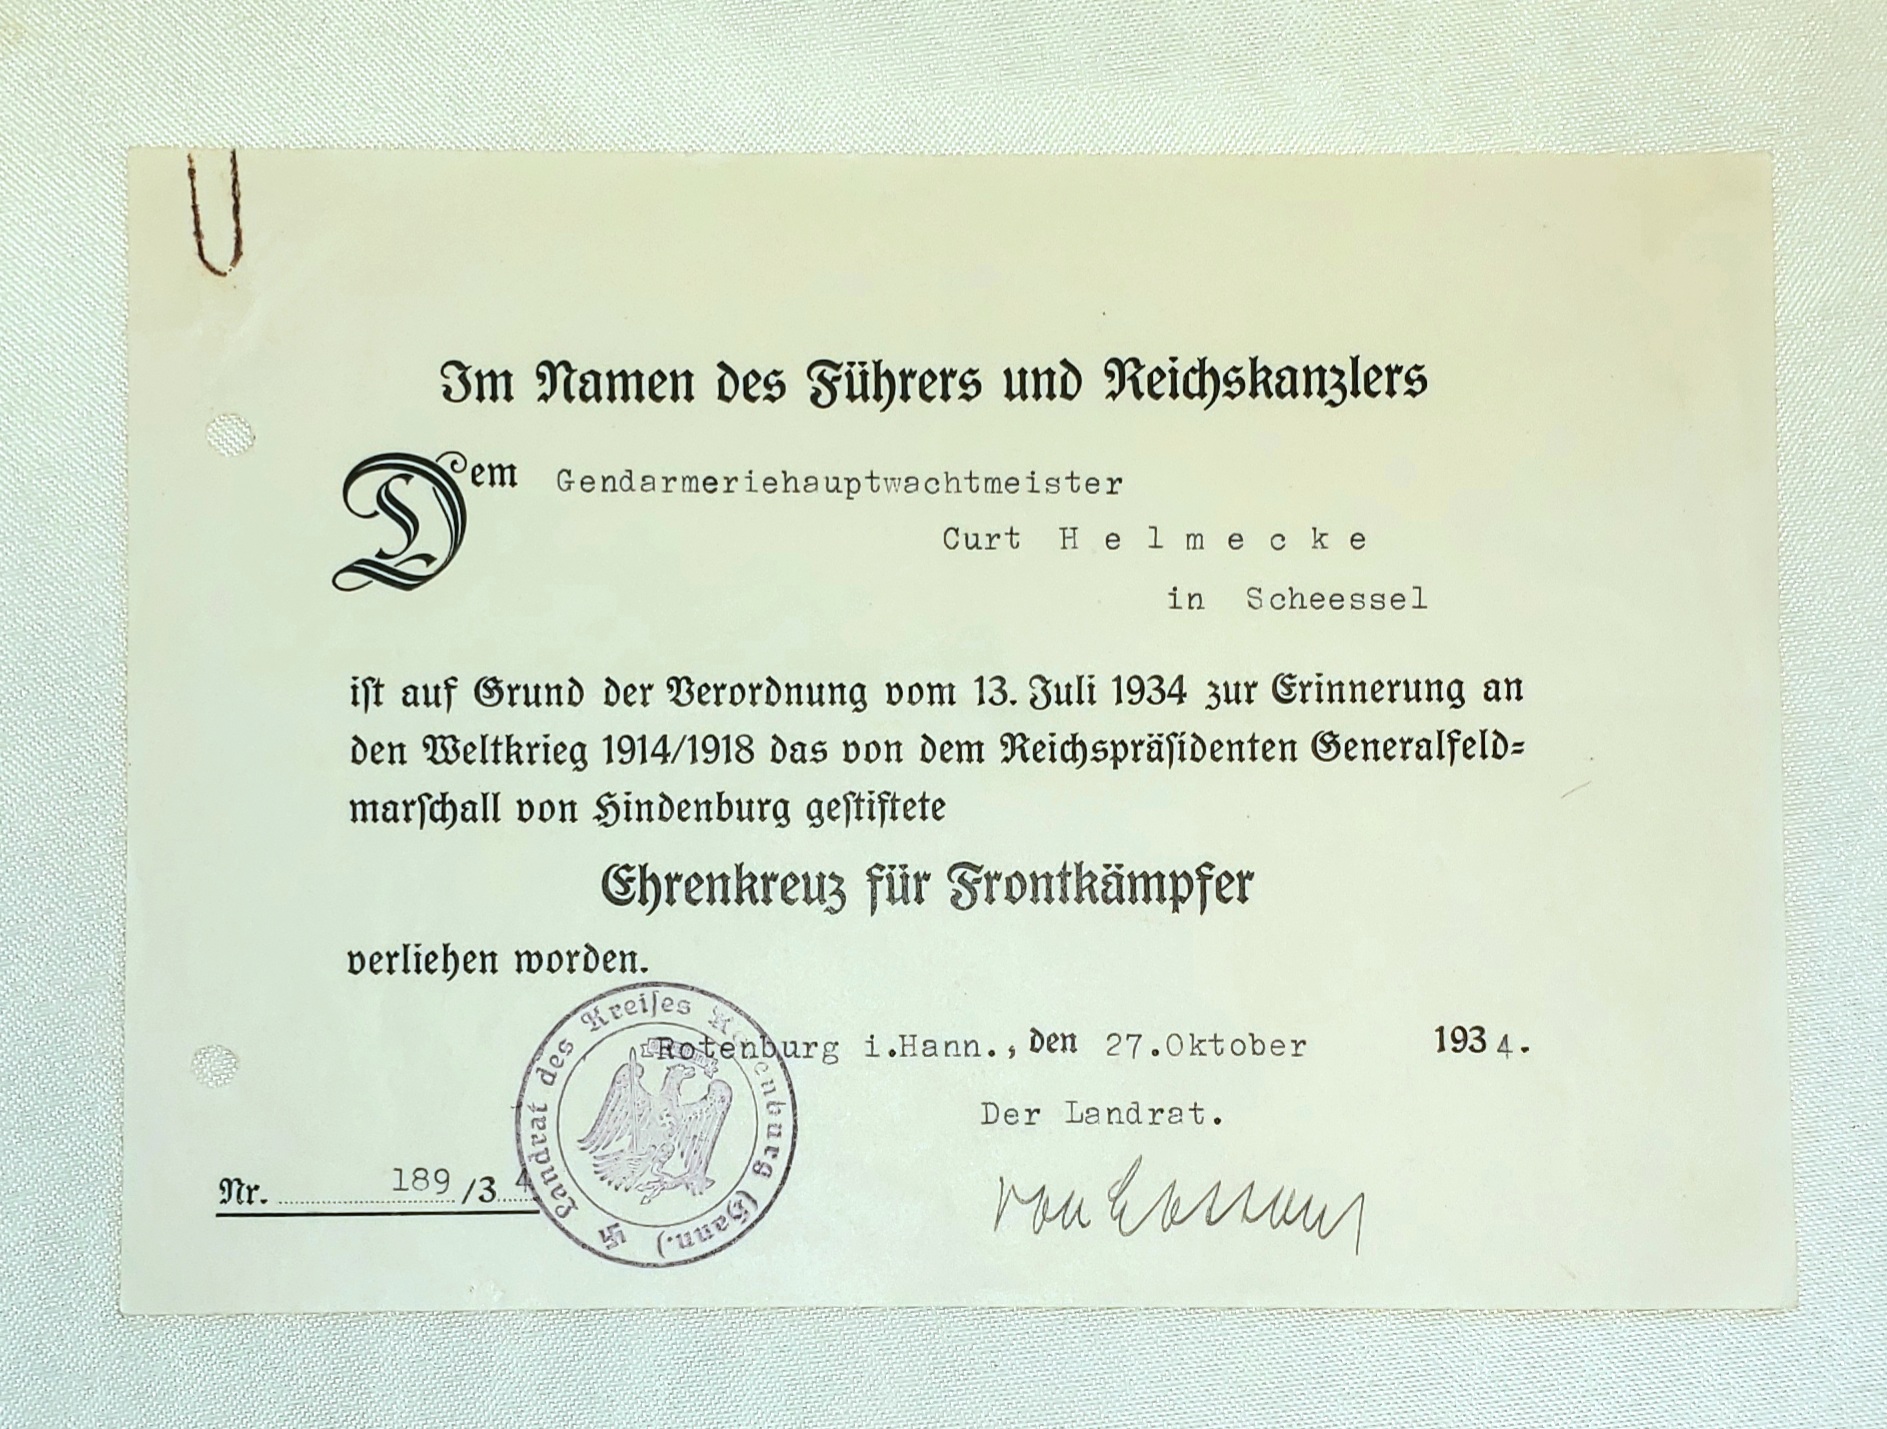 Im Namen des Führers und Reichskanzlers
Dem Gendarmeriehauptwachtmeister
Curt Helmecke
in Scheessel
ist auf Grund der Verordnung vom 13. Juli 1934 zur Erinnerung an
den Weltkrieg 1914/1918 das von dem Reichspräsidenten Generalfeld=
marschall von Hindenburg gestiftete
Ehrenkreuz für Frontkämpfer
verliehen worden.
Rotenburg i.Hann., den 27.Oktober 1934.
Der Landrat.
Nr. 189/34
Landrat des Kreises Rotenburg (Hann.)
von